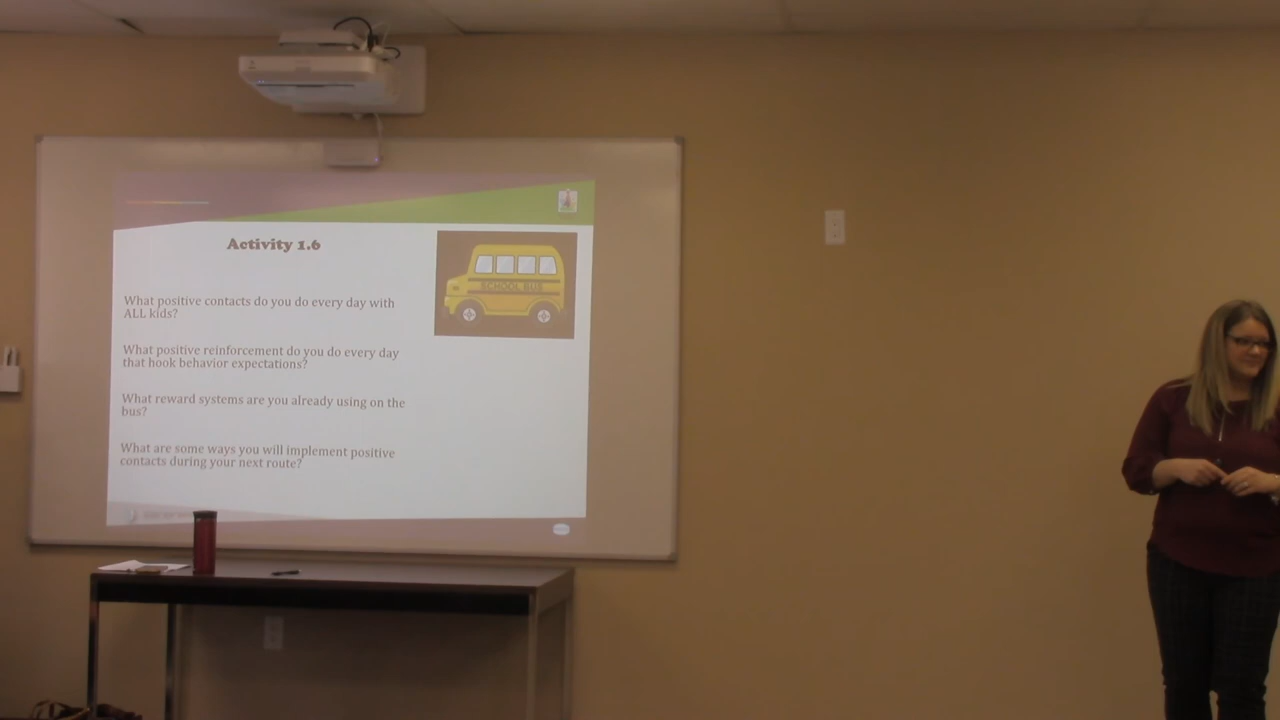 Activity 1.6
SCHOOL BUS
What positive contacts do you do every day with
ALL kids?
What positive reinforcement do you do every day
that hook behavior expectations?
What reward systems are you already using on the
bus?
What are some ways you will implement positive
contacts during your next route?